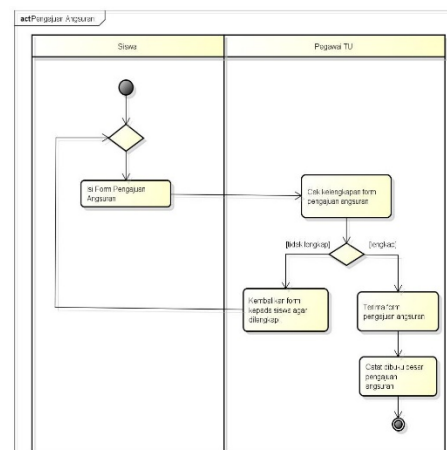 act Pengajuan Angsuran
Siswa
Pegawai TU
Isi Form Pengajuan
Angsuran
Cek kelengkapan form
pengajuan angsuran
[tidak lengkap]
[lengkap]
Kembalikan form
kepada siswa agar
dilengkapi
Terima form
pengajuan angsuran
Catat dibuku besar
pengajuan
angsuran